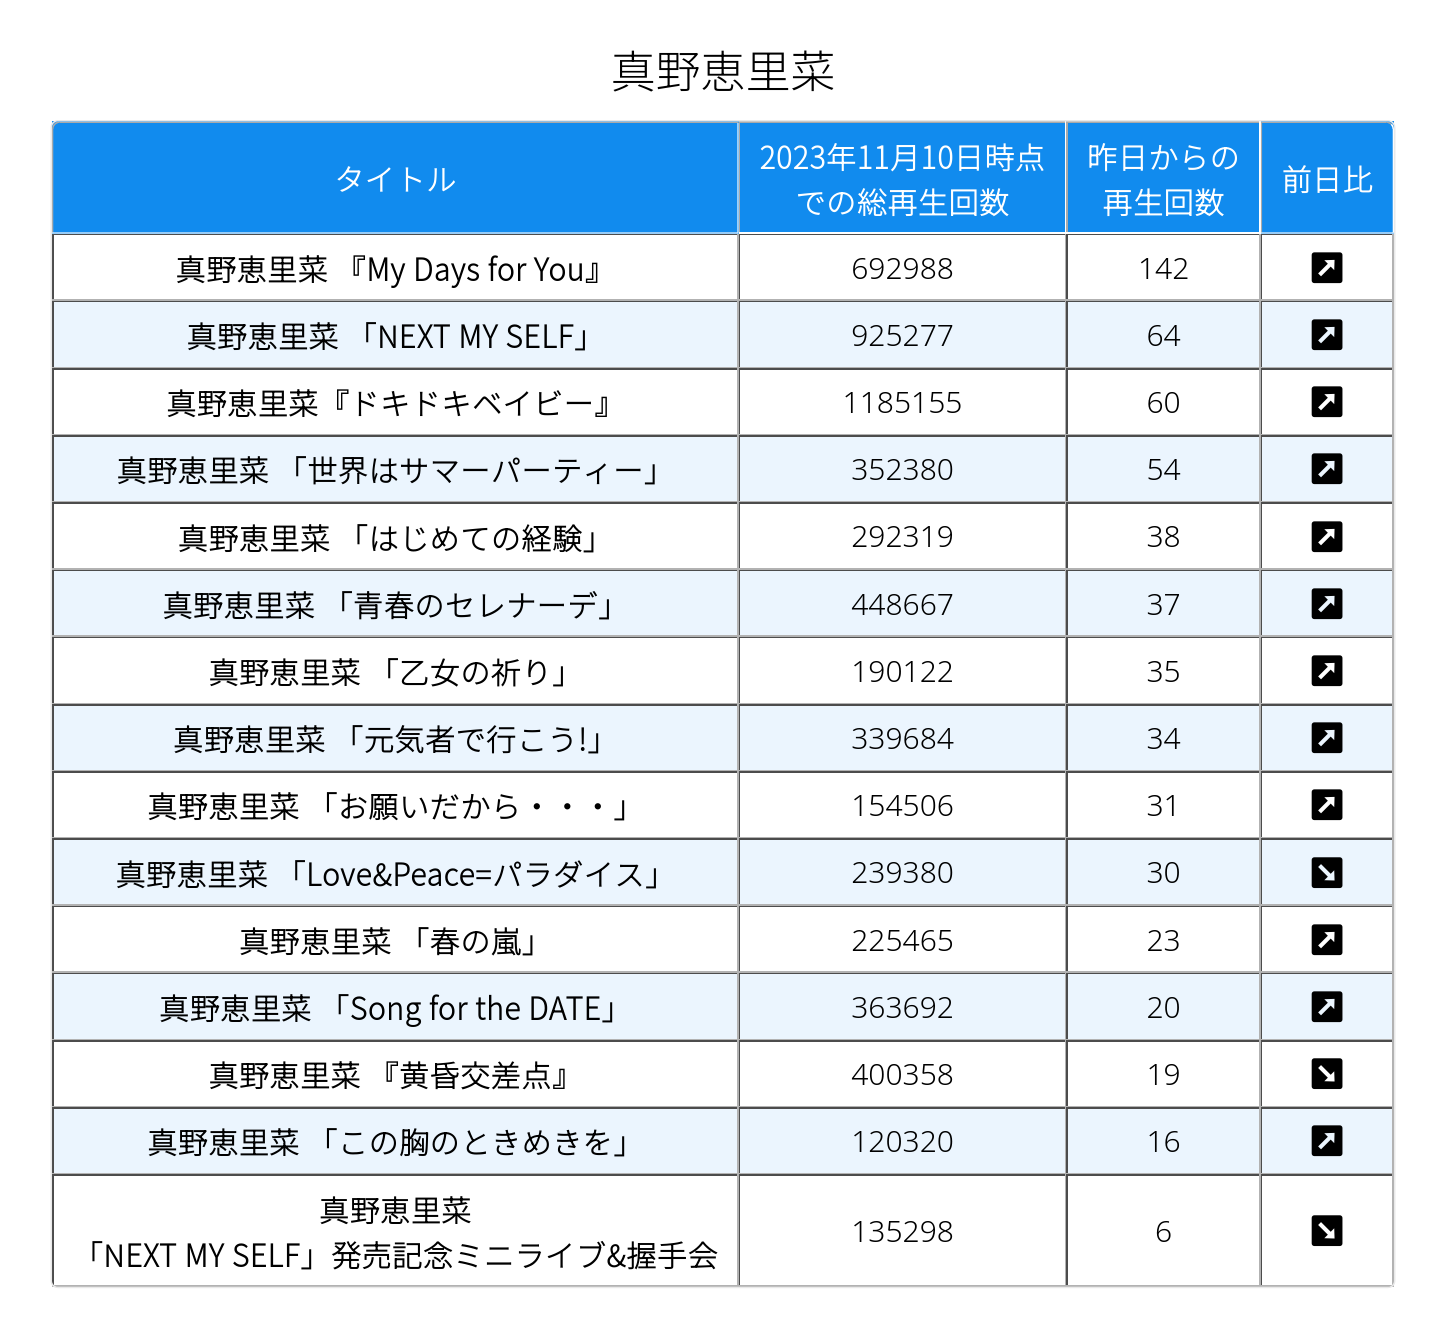 真野恵里菜
タイトル
2023年11月10日時点
での総再生回数
昨日からの
再生回数
前日比
真野恵里菜 『My Days for You』 692988 142 ↗
真野恵里菜 「NEXT MY SELF」 925277 64 ↗
真野恵里菜『ドキドキベイビー』 1185155 60 ↗
真野恵里菜 「世界はサマーパーティー」 352380 54 ↗
真野恵里菜 「はじめての経験」 292319 38 ↗
真野恵里菜 「青春のセレナーデ」 448667 37 ↗
真野恵里菜 「乙女の祈り」 190122 35 ↗
真野恵里菜 「元気者で行こう!」 339684 34 ↗
真野恵里菜 「お願いだから・・・」 154506 31 ↗
真野恵里菜 「Love&Peace=パラダイス」 239380 30 ↘
真野恵里菜 「春の嵐」 225465 23 ↗
真野恵里菜 「Song for the DATE」 363692 20 ↗
真野恵里菜 『黄昏交差点』 400358 19 ↘
真野恵里菜 「この胸のときめきを」 120320 16 ↗
真野恵里菜
「NEXT MY SELF」発売記念ミニライブ&握手会 135298 6 ↘